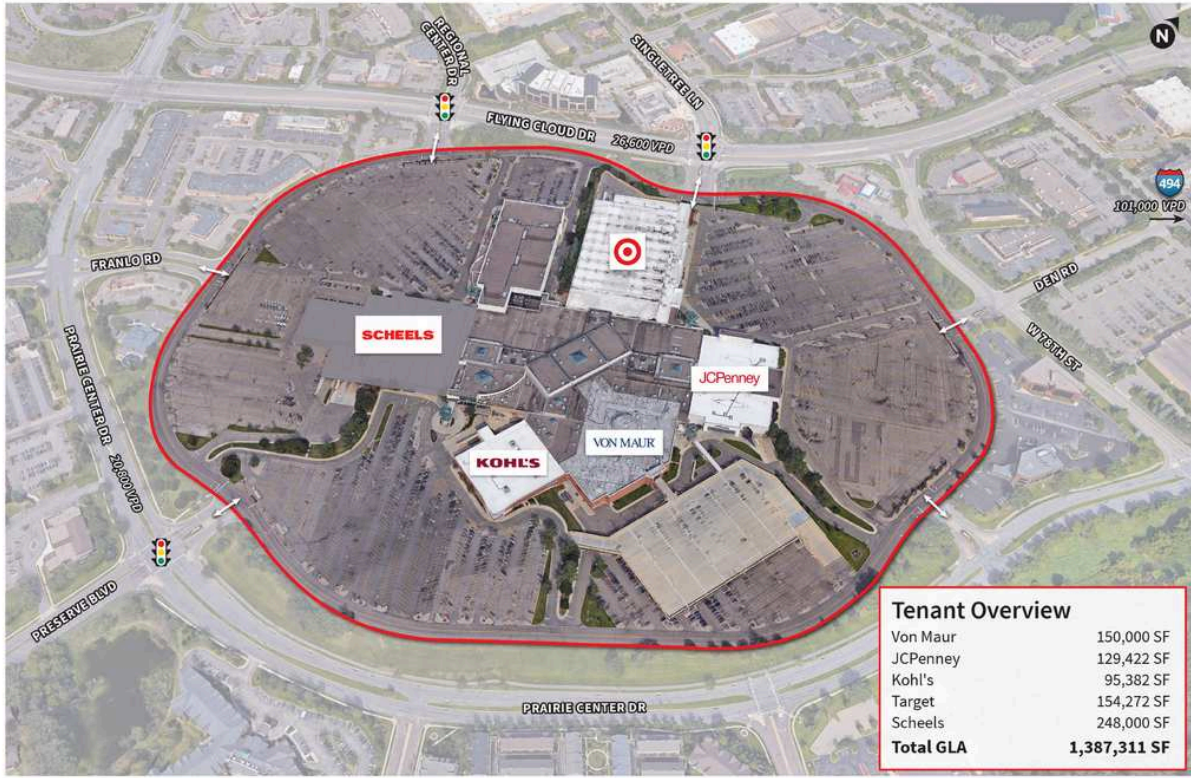 REGIONAL
CENTER DR
SINGLETREE LN
N
FLYING CLOUD DR 26,600 VPD
494
101,000 VPD
FRANLO RD
DEN RD
SCHEELS
W 78TH ST
JCPenney
PRAIRIE CENTER DR 20,800 VPD
VON MAUR
KOHL'S
PRESERVE BLVD
PRAIRIE CENTER DR
Tenant Overview
Von Maur 150,000 SF
JCPenney 129,422 SF
Kohl's 95,382 SF
Target 154,272 SF
Scheels 248,000 SF
Total GLA 1,387,311 SF